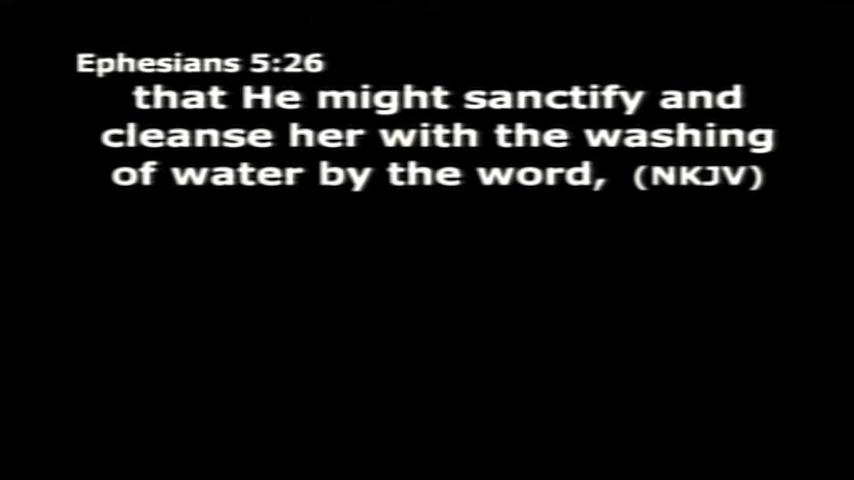 Ephesians 5:26
that He might sanctify and
cleanse her with the washing
of water by the word, (NKJV)